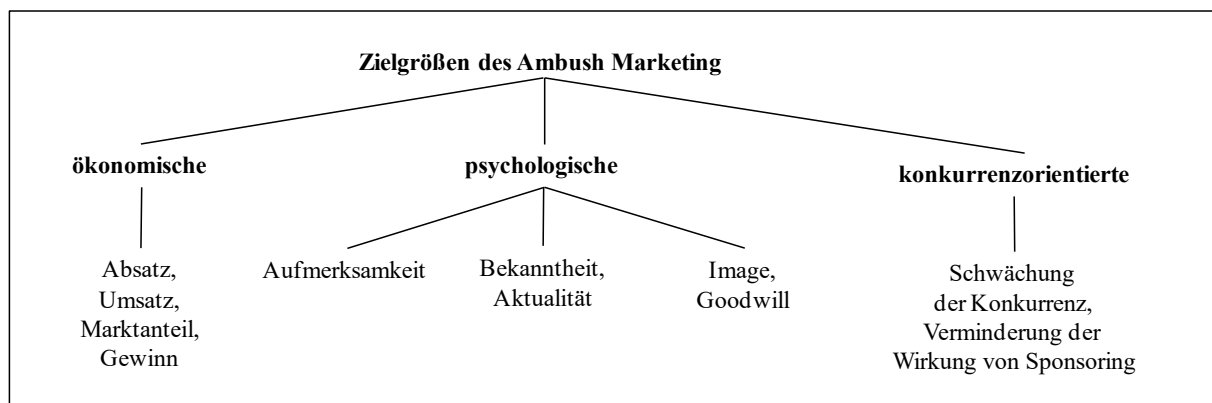 Zielgrößen des Ambush Marketing
ökonomische
psychologische
konkurrenzorientierte
Absatz,
Umsatz,
Marktanteil,
Gewinn
Aufmerksamkeit
Bekanntheit,
Aktualität
Image,
Goodwill
Schwächung
der Konkurrenz,
Verminderung der
Wirkung von Sponsoring